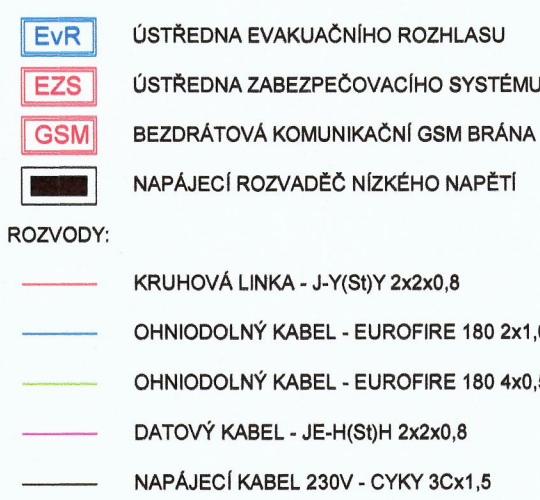 EvR ÚSTŘEDNA EVAKUAČNÍHO ROZHLASU
EZS ÚSTŘEDNA ZABEZPEČOVACÍHO SYSTÉMU
GSM BEZDRÁTOVÁ KOMUNIKAČNÍ GSM BRÁNA
NAPÁJECÍ ROZVADĚČ NÍZKÉHO NAPĚTÍ
ROZVODY:
KRUHOVÁ LINKA - J-Y(St)Y 2x2x0,8
OHNIODOLNÝ KABEL - EUROFIRE 180 2x1,
OHNIODOLNÝ KABEL - EUROFIRE 180 4x0,
DATOVÝ KABEL - JE-H(St)H 2x2x0,8
NAPÁJECÍ KABEL 230V - CYKY 3Cx1,5